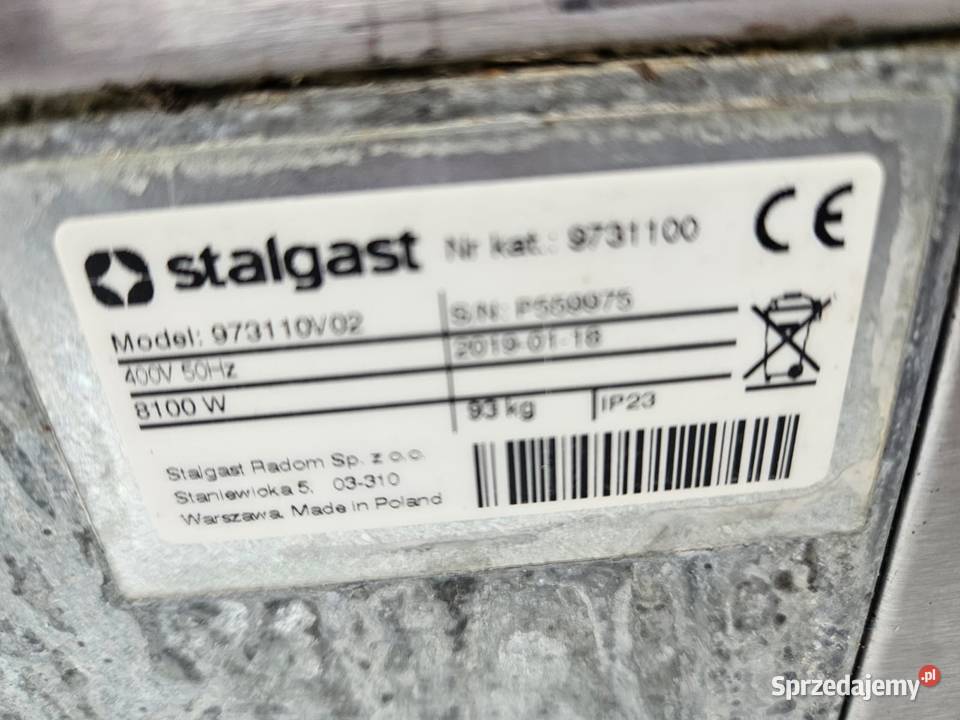 stalgast Nr kat.: 9731100 CE
Model: 973110V02 S/N: P559975
400V 50Hz 2019-01-18
8100 W 93 kg IP23
Stalgast Radom Sp. z o.o.
Staniewicka 5, 03-310
Warszawa. Made in Poland
Sprzedajemy.pl